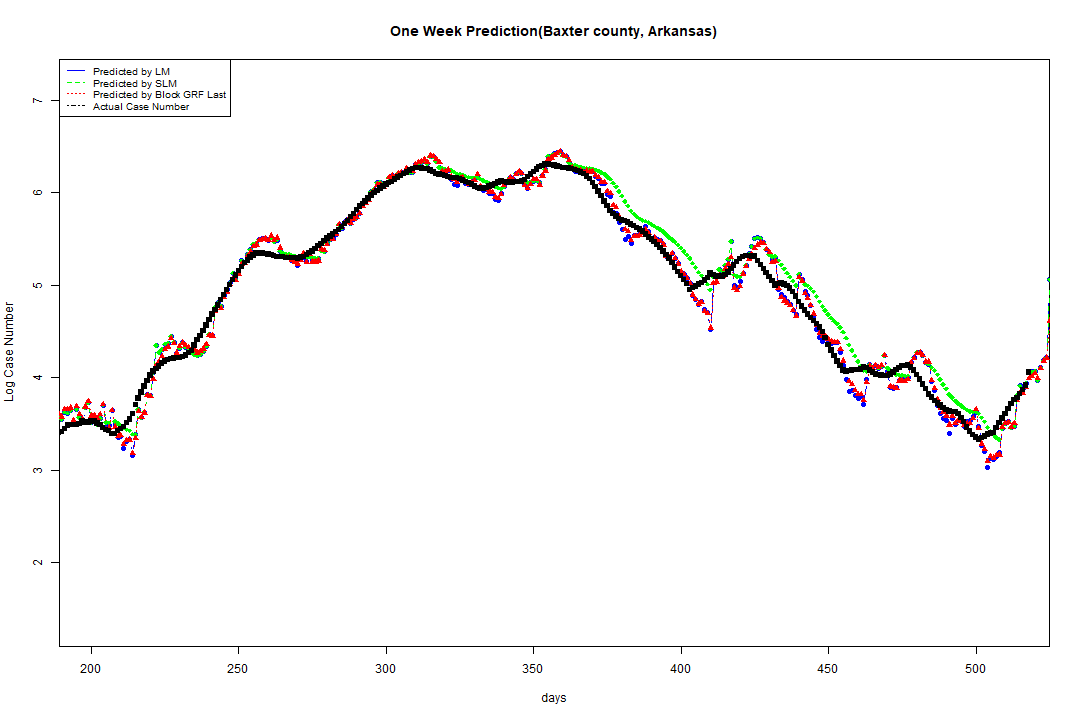 One Week Prediction(Baxter county, Arkansas)
Predicted by LM
Predicted by SLM
Predicted by Block GRF Last
Actual Case Number
7
6
5
4
3
2
Log Case Number
200 250 300 350 400 450 500
days